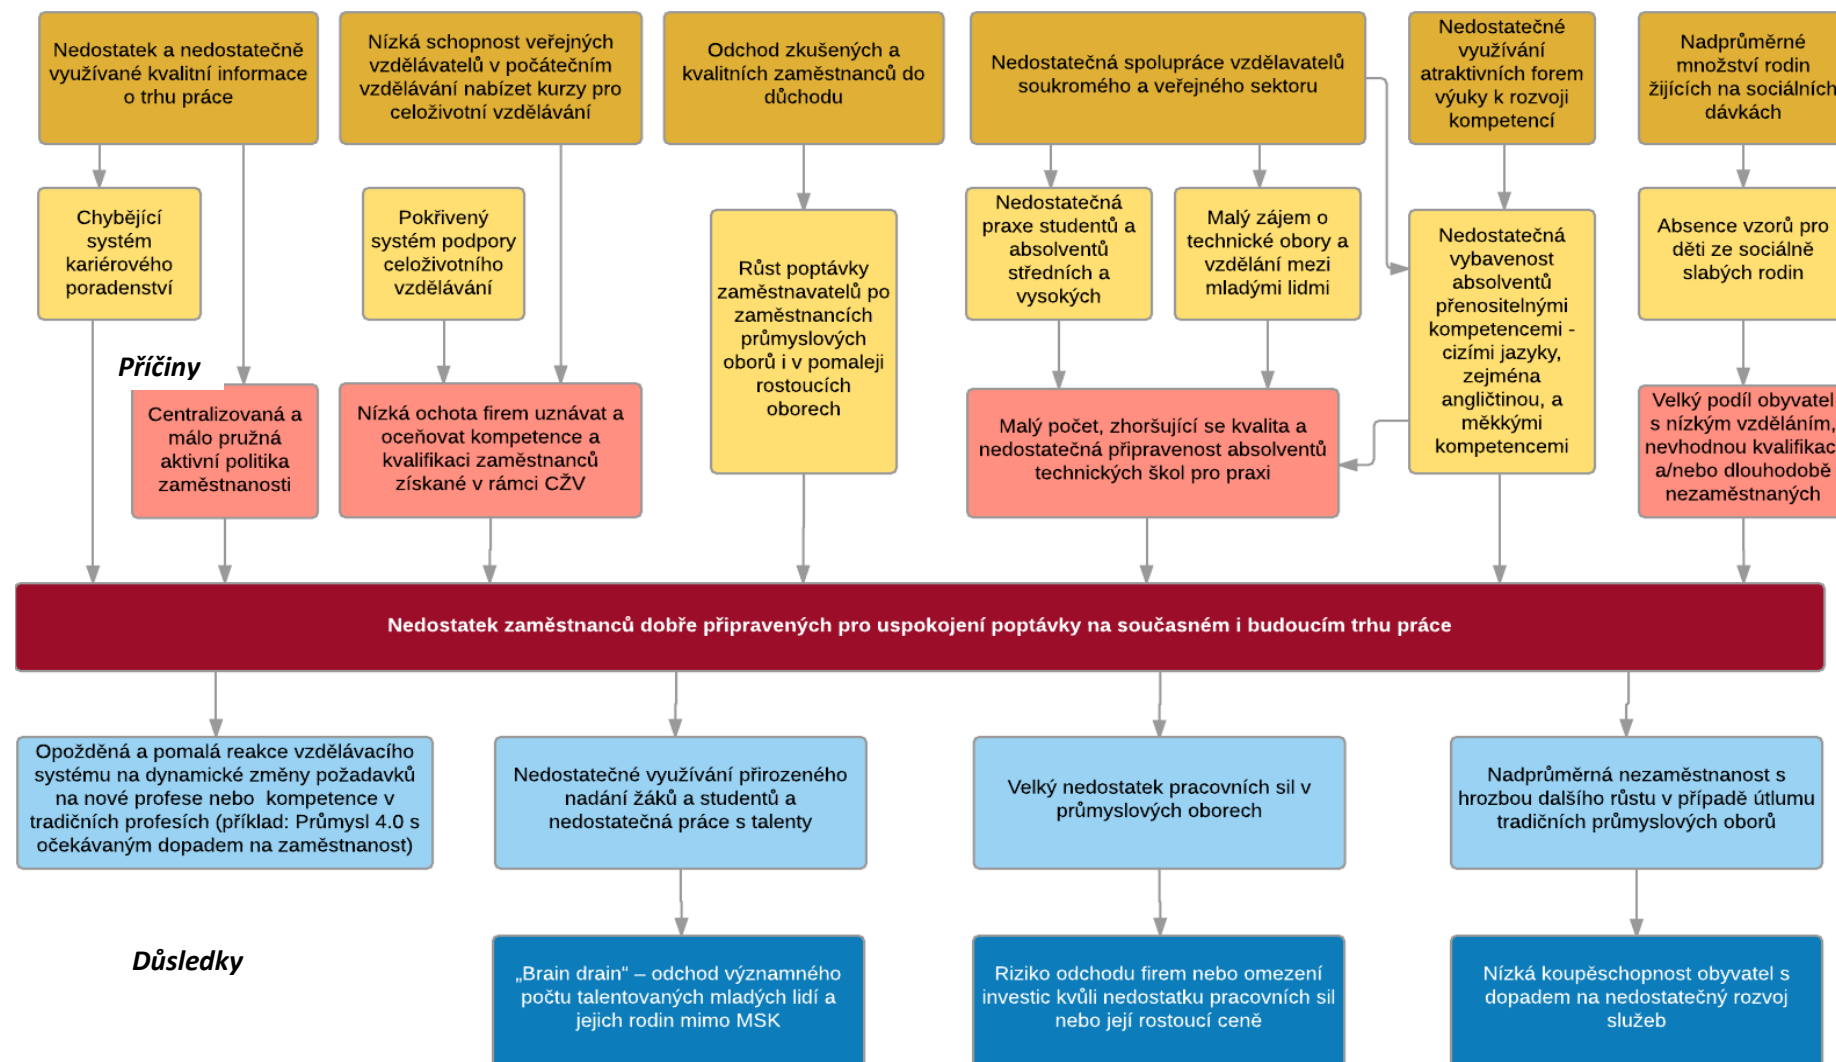 Nedostatek a nedostatečně
využívané kvalitní informace
o trhu práce
Nízká schopnost veřejných
vzdělávatelů v počátečním
vzdělávání nabízet kurzy pro
celoživotní vzdělávání
Odchod zkušených a
kvalitních zaměstnanců do
důchodu
Nedostatečná spolupráce vzdělavatelů
soukromého a veřejného sektoru
Nedostatečné
využívání
atraktivních forem
výuky k rozvoji
kompetencí
Nadprůměrné
množství rodin
žijících na sociálních
dávkách
Chybějící
systém
kariérového
poradenství
Pokřivený
systém podpory
celoživotního
vzdělávání
Růst poptávky
zaměstnavatelů po
zaměstnancích
průmyslových
oborů i v pomaleji
rostoucích
oborech
Nedostatečná
praxe studentů a
absolventů
středních a
vysokých
Malý zájem o
technické obory a
vzdělání mezi
mladými lidmi
Nedostatečná
vybavenost
absolventů
přenositelnými
kompetencemi -
cizími jazyky,
zejména
angličtinou, a
měkkými
kompetencemi
Absence vzorů pro
děti ze sociálně
slabých rodin
Příčiny
Centralizovaná a
málo pružná
aktivní politika
zaměstnanosti
Nízká ochota firem uznávat a
oceňovat kompetence a
kvalifikaci zaměstnanců
získané v rámci CŽV
Malý počet, zhoršující se kvalita a
nedostatečná připravenost absolventů
technických škol pro praxi
Velký podíl obyvatel
s nízkým vzděláním,
nevhodnou kvalifikac
a/nebo dlouhodobě
nezaměstnaných
Nedostatek zaměstnanců dobře připravených pro uspokojení poptávky na současném i budoucím trhu práce
Opožděná a pomalá reakce vzdělávacího
systému na dynamické změny požadavků
na nové profese nebo kompetence v
tradičních profesích (příklad: Průmysl 4.0 s
očekávaným dopadem na zaměstnanost)
Nedostatečné využívání přirozeného
nadání žáků a studentů a
nedostatečná práce s talenty
Velký nedostatek pracovních sil v
průmyslových oborech
Nadprůměrná nezaměstnanost s
hrozbou dalšího růstu v případě útlumu
tradičních průmyslových oborů
Důsledky
„Brain drain“ – odchod významného
počtu talentovaných mladých lidí a
jejich rodin mimo MSK
Riziko odchodu firem nebo omezení
investic kvůli nedostatku pracovních sil
nebo její rostoucí ceně
Nízká koupěschopnost obyvatel s
dopadem na nedostatečný rozvoj
služeb